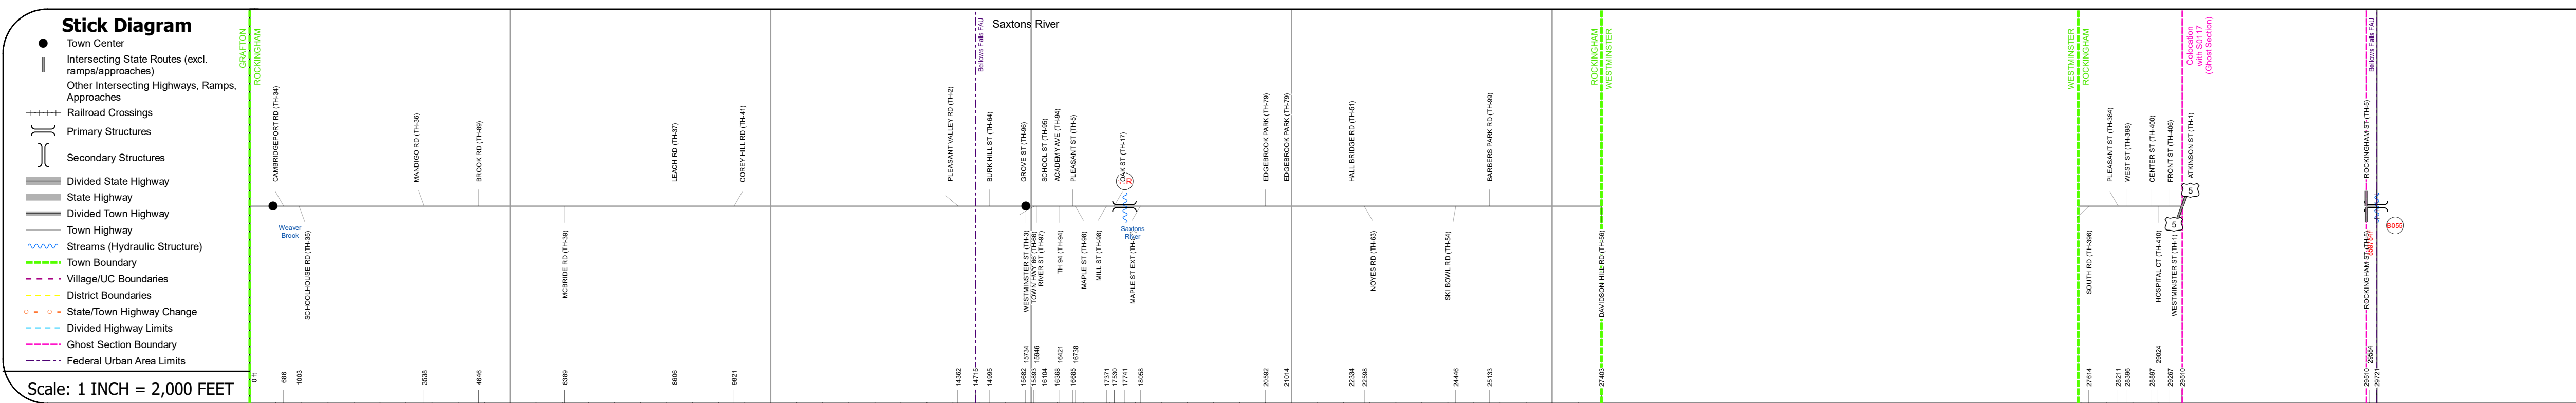 Stick Diagram
Town Center
Intersecting State Routes (excl.
ramps/approaches)
Other Intersecting Highways, Ramps,
Approaches
Railroad Crossings
Primary Structures
Secondary Structures
Divided State Highway
State Highway
Divided Town Highway
Town Highway
Streams (Hydraulic Structure)
Town Boundary
Village/UC Boundaries
District Boundaries
State/Town Highway Change
Divided Highway Limits
Ghost Section Boundary
Federal Urban Area Limits
Scale: 1 INCH = 2,000 FEET
GRAFTON
ROCKINGHAM
CAMBRIDGEPORT RD (TH-34)
Weaver
Brook
SCHOOLHOUSE RD (TH-35)
MANDIGO RD (TH-36)
BROOK RD (TH-89)
MCBRIDE RD (TH-39)
LEACH RD (TH-37)
COREY HILL RD (TH-41)
PLEASANT VALLEY RD (TH-2)
Bellows Falls FAU
Saxtons River
BURK HILL ST (TH-64)
GROVE ST (TH-96)
SCHOOL ST (TH-95)
ACADEMY AVE (TH-94)
PLEASANT ST (TH-5)
OAK ST (TH-17)
WESTMINSTER ST (TH-3)
TOWN HWY 66 (TH-66)
RIVER ST (TH-97)
TH 94 (TH-94)
MAPLE ST (TH-98)
MILL ST (TH-98)
Saxtons
River
MAPLE ST EXT (TH-
EDGEBROOK PARK (TH-79)
EDGEBROOK PARK (TH-79)
HALL BRIDGE RD (TH-51)
NOYES RD (TH-63)
SKI BOWL RD (TH-54)
BARBERS PARK RD (TH-99)
ROCKINGHAM
WESTMINSTER
DAVIDSON HILL RD (TH-56)
WESTMINSTER
ROCKINGHAM
SOUTH RD (TH-396)
PLEASANT ST (TH-384)
WEST ST (TH-398)
CENTER ST (TH-400)
HOSPITAL CT (TH-410)
FRONT ST (TH-406)
WESTMINSTER ST (TH-1)
ATKINSON ST (TH-1)
5
5
Colocation
with S0117
(Ghost Section)
ROCKINGHAM ST (TH-5)
ROCKINGHAM ST (TH-5)
Bellows Falls FAU
B055
0 ft
686
1003
3538
4646
6389
8606
9821
14362
14715
14995
15682
15734
15893
15946
16104
16368
16421
16685
16738
17371
17530
17741
18058
20592
21014
22334
22598
24446
25133
27403
27614
28211
28396
28897
29024
29267
29510
29510
29584
29721